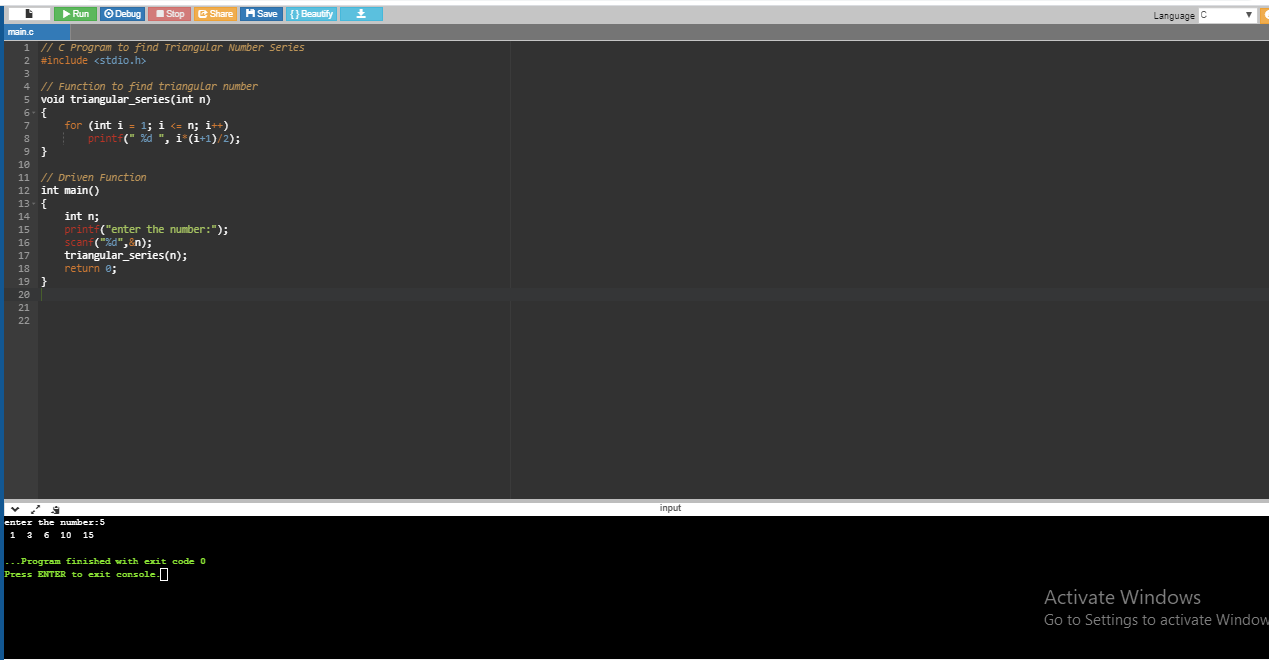 Run Debug Stop Share Save {} Beautify Language C
main.c
1 // C Program to find Triangular Number Series
2 #include <stdio.h>
3
4 // Function to find triangular number
5 void triangular_series(int n)
6 {
7 for (int i = 1; i <= n; i++)
8 printf(" %d ", i*(i+1)/2);
9 }
10
11 // Driven Function
12 int main()
13 {
14 int n;
15 printf("enter the number:");
16 scanf("%d",&n);
17 triangular_series(n);
18 return 0;
19 }
20
21
22
input
enter the number:5
1 3 6 10 15
...Program finished with exit code 0
Press ENTER to exit console.
Activate Windows
Go to Settings to activate Window